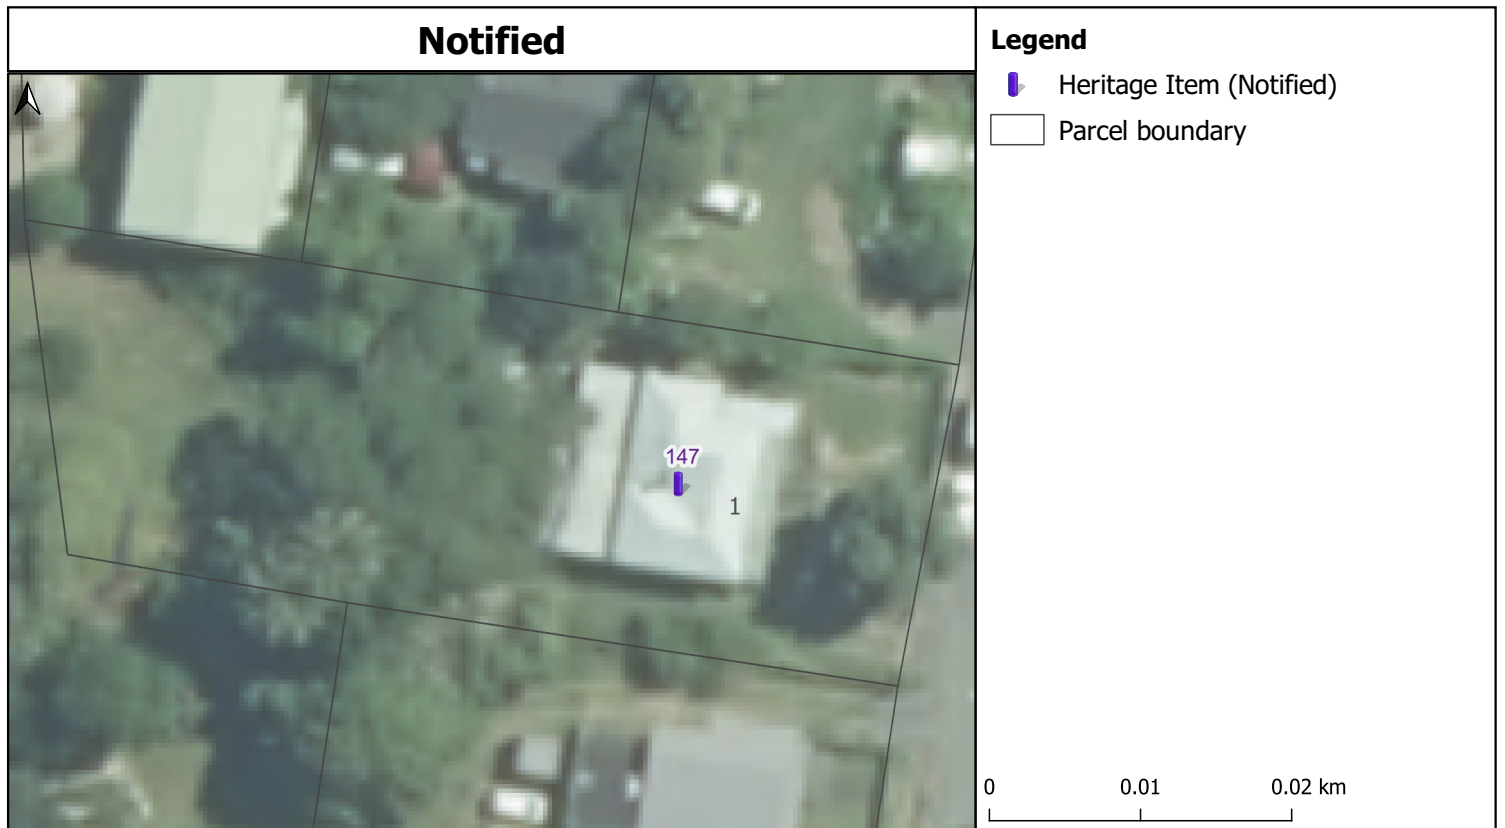 Notified
147
1
Legend
Heritage Item (Notified)
Parcel boundary
0 0.01 0.02 km